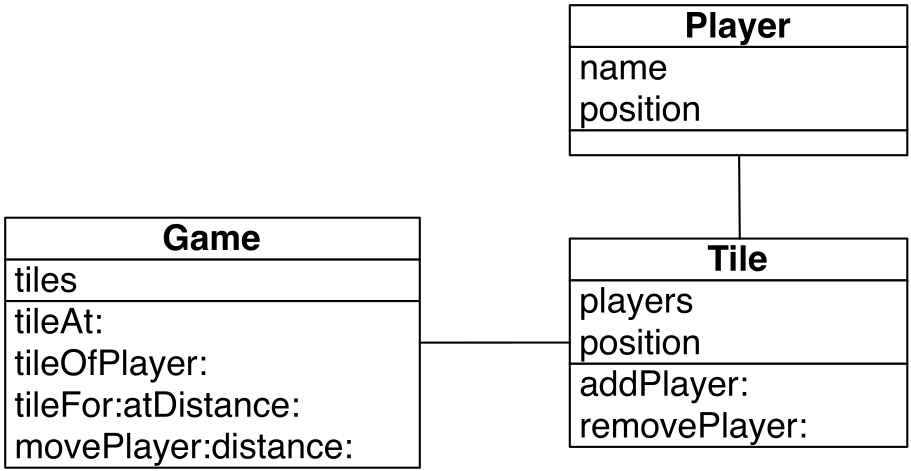 Player
name
position
Game
tiles
tileAt:
tileOfPlayer:
tileFor:atDistance:
movePlayer:distance:
Tile
players
position
addPlayer:
removePlayer: